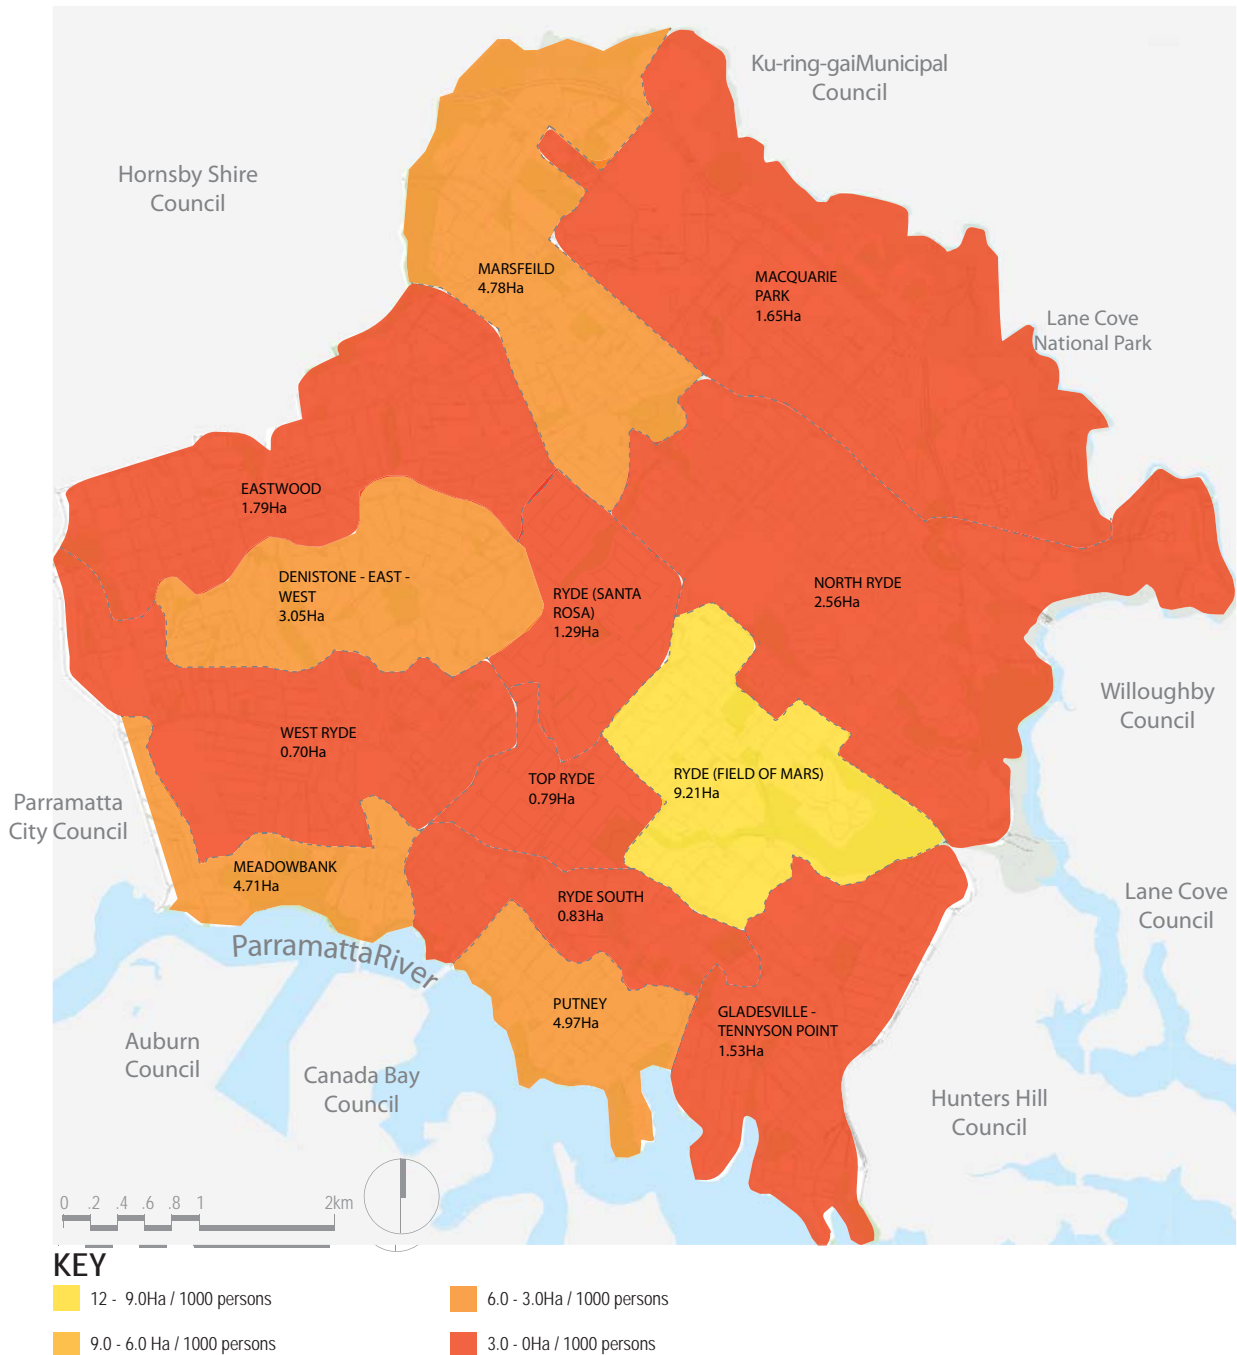 Ku-ring-gaiMunicipal
Council
Hornsby Shire
Council
MARSFEILD
4.78Ha
MACQUARIE
PARK
1.65Ha
Lane Cove
National Park
EASTWOOD
1.79Ha
DENISTONE - EAST -
WEST
3.05Ha
RYDE (SANTA
ROSA)
1.29Ha
NORTH RYDE
2.56Ha
Willoughby
Council
WEST RYDE
0.70Ha
TOP RYDE
0.79Ha
RYDE (FIELD OF MARS)
9.21Ha
Parramatta
City Council
MEADOWBANK
4.71Ha
RYDE SOUTH
0.83Ha
Lane Cove
Council
ParramattaRiver
PUTNEY
4.97Ha
GLADESVILLE -
TENNYSON POINT
1.53Ha
Auburn
Council
Canada Bay
Council
Hunters Hill
Council
0 .2 .4 .6 .8 1 2km
KEY
12 - 9.0Ha / 1000 persons
6.0 - 3.0Ha / 1000 persons
9.0 - 6.0 Ha / 1000 persons
3.0 - 0Ha / 1000 persons